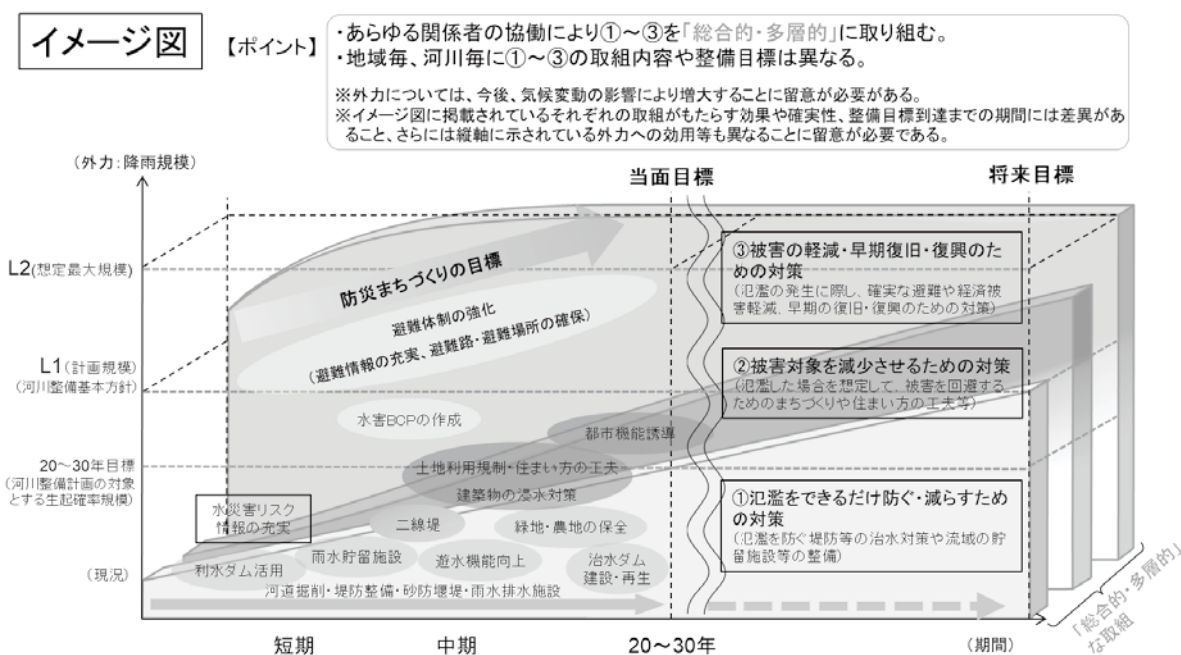 イメージ図
【ポイント】
・あらゆる関係者の協働により①～③を「総合的・多層的」に取り組む。
・地域毎、河川毎に①～③の取組内容や整備目標は異なる。
※外力については、今後、気候変動の影響により増大することに留意が必要がある。
※イメージ図に掲載されているそれぞれの取組がもたらす効果や確実性、整備目標到達までの期間には差異があ
ること、さらには縦軸に示されている外力への効用等も異なることに留意が必要である。
（外力：降雨規模）
当面目標
将来目標
L2(想定最大規模)
L1（計画規模）
（河川整備基本方針）
20～30年目標
（河川整備計画の対象
とする生起確率規模）
（現況）
防災まちづくりの目標
避難体制の強化
（避難情報の充実、避難路・避難場所の確保）
水害BCPの作成
都市機能誘導
土地利用規制・住まい方の工夫
建築物の浸水対策
水災害リスク
情報の充実
二線堤
緑地・農地の保全
利水ダム活用
雨水貯留施設
遊水機能向上
治水ダム
建設・再生
河道掘削・堤防整備・砂防堰堤・雨水排水施設
③被害の軽減・早期復旧・復興のた
めの対策
（氾濫の発生に際し、確実な避難や経済被
害軽減、早期の復旧・復興のための対策）
②被害対象を減少させるための対策
（氾濫した場合を想定して、被害を回避する
ためのまちづくりや住まい方の工夫等）
①氾濫をできるだけ防ぐ・減らすため
の対策
（氾濫を防ぐ堤防等の治水対策や流域の貯
留施設等の整備）
短期
中期
20～30年
（期間）
「総合的・多層的」
な取組